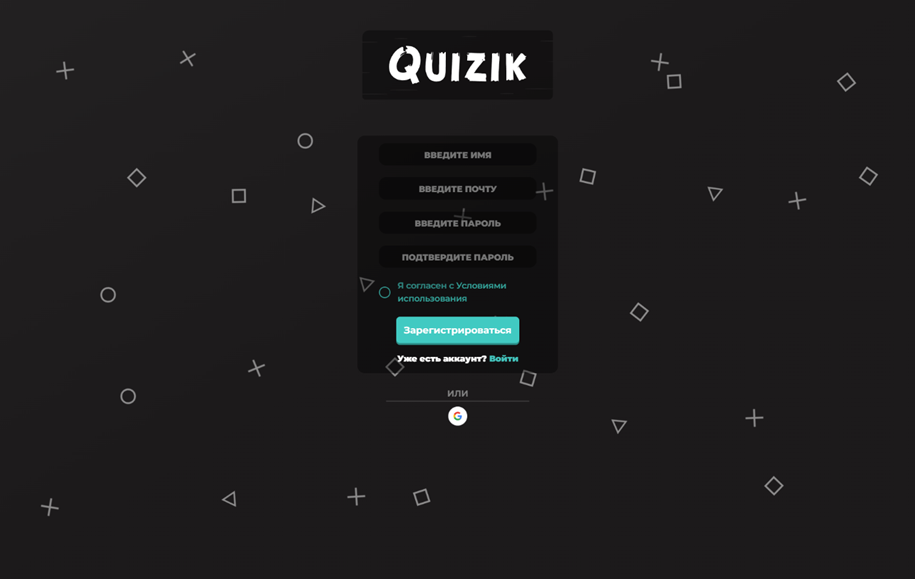 QUIZIK
ВВЕДИТЕ ИМЯ
ВВЕДИТЕ ПОЧТУ
ВВЕДИТЕ ПАРОЛЬ
ПОДТВЕРДИТЕ ПАРОЛЬ
Я согласен с Условиями
использования
Зарегистрироваться
Уже есть аккаунт? Войти
ИЛИ
G